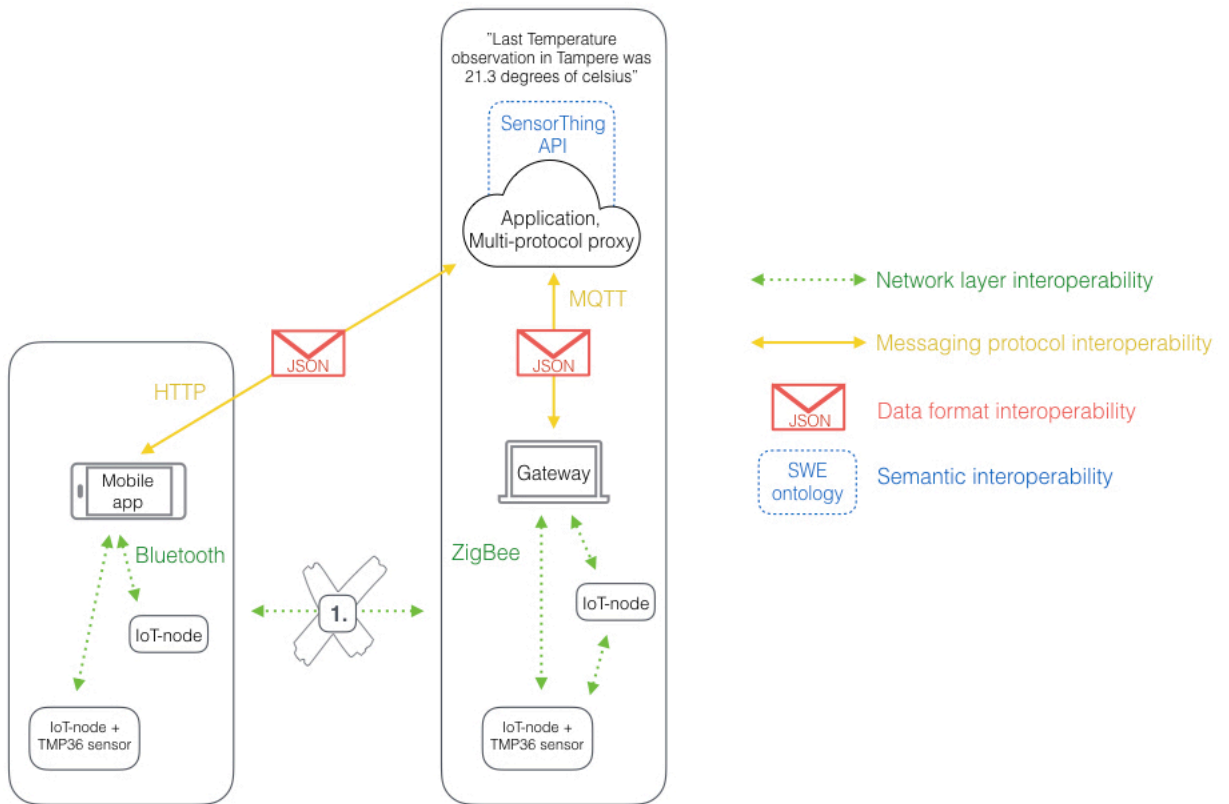 ”Last Temperature
observation in Tampere was
21.3 degrees of celsius”
SensorThing
API
Application,
Multi-protocol proxy
MQTT
JSON
JSON
HTTP
Gateway
Mobile
app
Bluetooth
ZigBee
1.
IoT-node
IoT-node
IoT-node +
TMP36 sensor
IoT-node +
TMP36 sensor
Network layer interoperability
Messaging protocol interoperability
JSON
Data format interoperability
SWE
ontology
Semantic interoperability